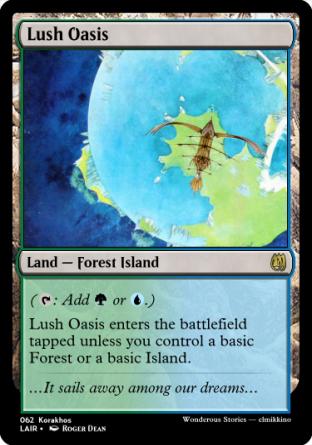 Lush Oasis
Land — Forest Island
( : Add or .)
Lush Oasis enters the battlefield
tapped unless you control a basic
Forest or a basic Island.
...It sails away among our dreams...
062 Korakhos
Wonderous Stories — elmikkino
LAIR • Roger Dean